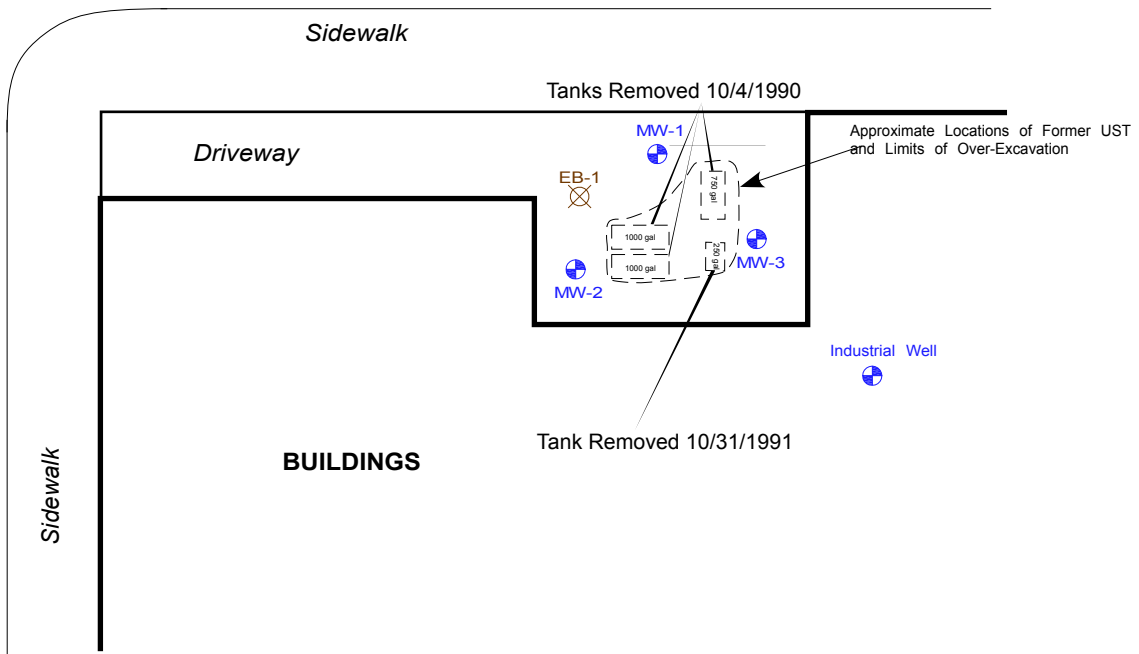 Sidewalk
Tanks Removed 10/4/1990
MW-1
Approximate Locations of Former UST
and Limits of Over-Excavation
Driveway
EB-1
750 gal
1000 gal
1000 gal
250 gal
MW-3
MW-2
Industrial Well
Tank Removed 10/31/1991
BUILDINGS
Sidewalk